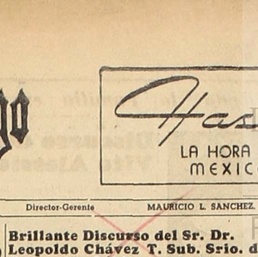 go
Has
LA HORA
MEXIC
Director-Gerente MAURICIO L. SANCHEZ.
Brillante Discurso del Sr. Dr.
Leopoldo Chávez T. Sub. Srio. d